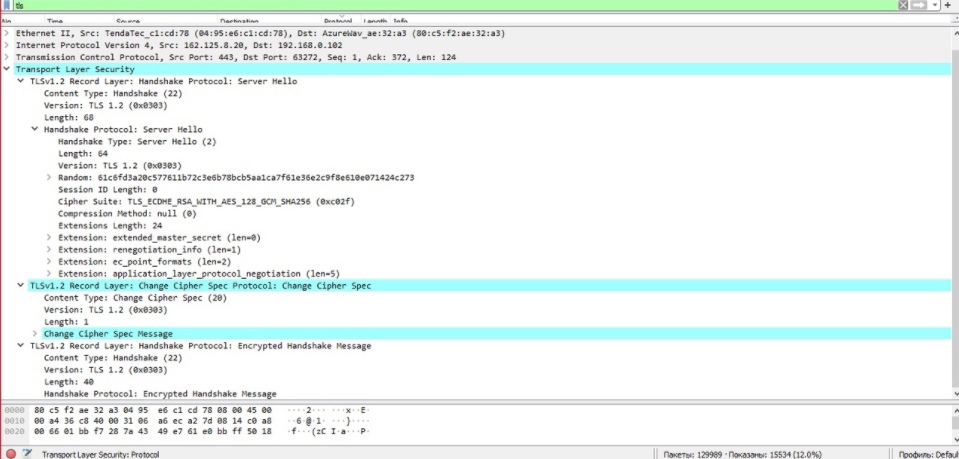 tls
No. Time Source Destination Protocol Length Info
> Ethernet II, Src: TendaTec_c1:cd:78 (04:95:e6:c1:cd:78), Dst: AzureWav_ae:32:a3 (80:c5:f2:ae:32:a3)
> Internet Protocol Version 4, Src: 162.125.8.20, Dst: 192.168.0.102
> Transmission Control Protocol, Src Port: 443, Dst Port: 63272, Seq: 1, Ack: 372, Len: 124
Transport Layer Security
TLSv1.2 Record Layer: Handshake Protocol: Server Hello
Content Type: Handshake (22)
Version: TLS 1.2 (0x0303)
Length: 68
Handshake Protocol: Server Hello
Handshake Type: Server Hello (2)
Length: 64
Version: TLS 1.2 (0x0303)
> Random: 61c6fd3a20c577611b72c3e6b78bcb5aa1ca7f61e36e2c9f8e610e071424c273
Session ID Length: 0
Cipher Suite: TLS_ECDHE_RSA_WITH_AES_128_GCM_SHA256 (0xc02f)
Compression Method: null (0)
Extensions Length: 24
> Extension: extended_master_secret (len=0)
> Extension: renegotiation_info (len=1)
> Extension: ec_point_formats (len=2)
> Extension: application_layer_protocol_negotiation (len=5)
TLSv1.2 Record Layer: Change Cipher Spec Protocol: Change Cipher Spec
Content Type: Change Cipher Spec (20)
Version: TLS 1.2 (0x0303)
Length: 1
> Change Cipher Spec Message
TLSv1.2 Record Layer: Handshake Protocol: Encrypted Handshake Message
Content Type: Handshake (22)
Version: TLS 1.2 (0x0303)
Length: 40
Handshake Protocol: Encrypted Handshake Message
0000 80 c5 f2 ae 32 a3 04 95 e6 c1 cd 78 08 00 45 00 ····2··· ···x··E·
0010 00 a4 36 c8 40 00 31 06 a6 ec a2 7d 08 14 c0 a8 ··6·@·1· ···}····
0020 00 66 01 bb f7 28 7a 43 49 e7 61 e0 bb ff 50 18 ·f···(zC I·a···P·
Transport Layer Security: Protocol
Пакеты: 129989 · Показаны: 15534 (12.0%)
Профиль: Defaul